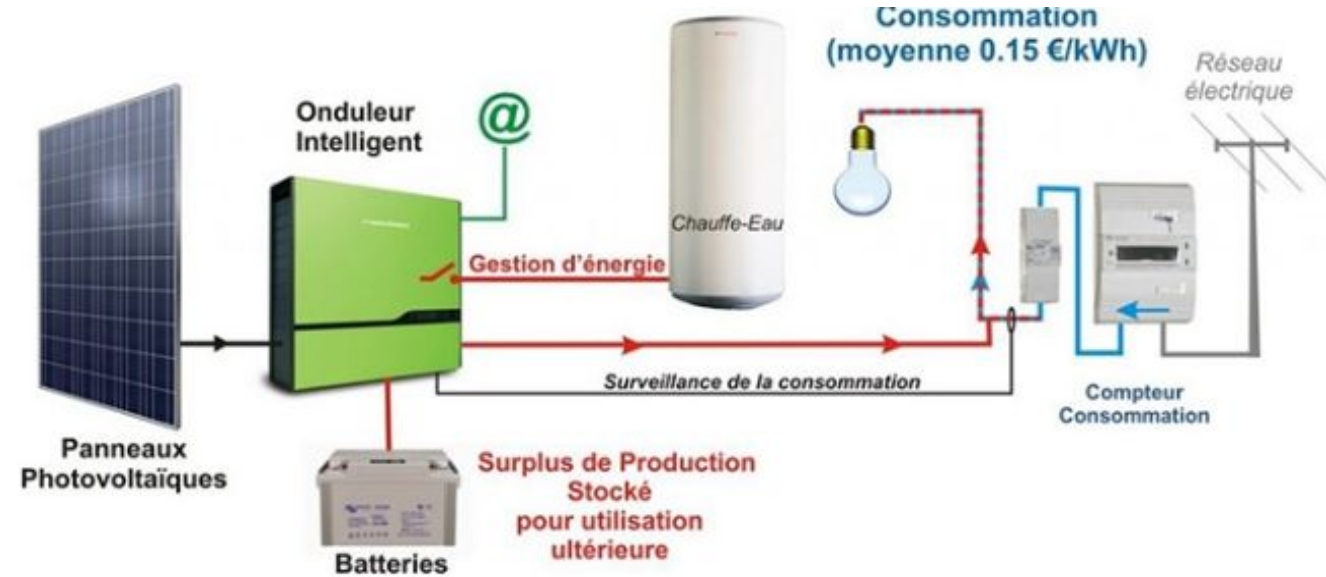 Consommation
(moyenne 0.15 €/kWh)
Réseau
électrique
Onduleur
Intelligent
@
Chauffe-Eau
Gestion d'énergie
Surveillance de la consommation
Compteur
Consommation
Panneaux
Photovoltaïques
Surplus de Production
Stocké
pour utilisation
ultérieure
Batteries